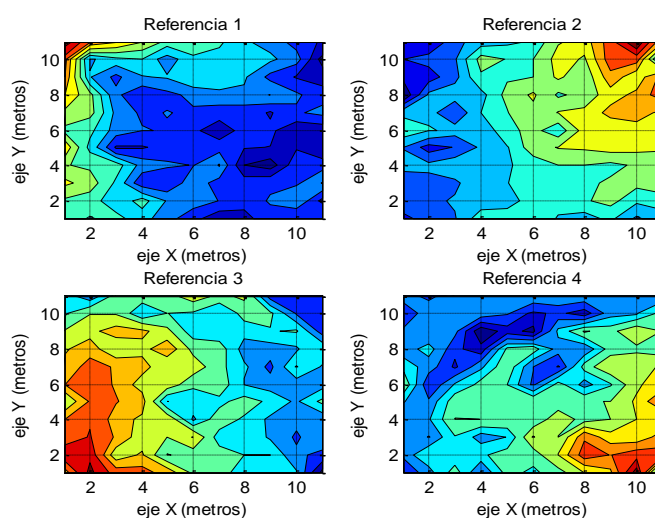 Referencia 1
Referencia 2
eje Y (metros)
10
8
6
4
2
2 4 6 8 10
eje X (metros)
eje Y (metros)
10
8
6
4
2
2 4 6 8 10
eje X (metros)
Referencia 3
Referencia 4
eje Y (metros)
10
8
6
4
2
2 4 6 8 10
eje X (metros)
eje Y (metros)
10
8
6
4
2
2 4 6 8 10
eje X (metros)